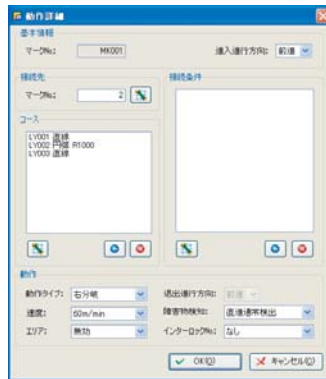 動作詳細
基本情報
マークNo.: MK001 進入進行方向: 前進
接続先 接続条件
マークNo.: 2
コース
LY001 直線
LY002 円弧 R1000
LY003 直線
動作
動作タイプ: 右分岐 退出進行方向: 前進
速度: 60m/min 障害物検知: 直進通常検出
エリア: 無効 インターロックNo.: なし
OK(O) キャンセル(C)